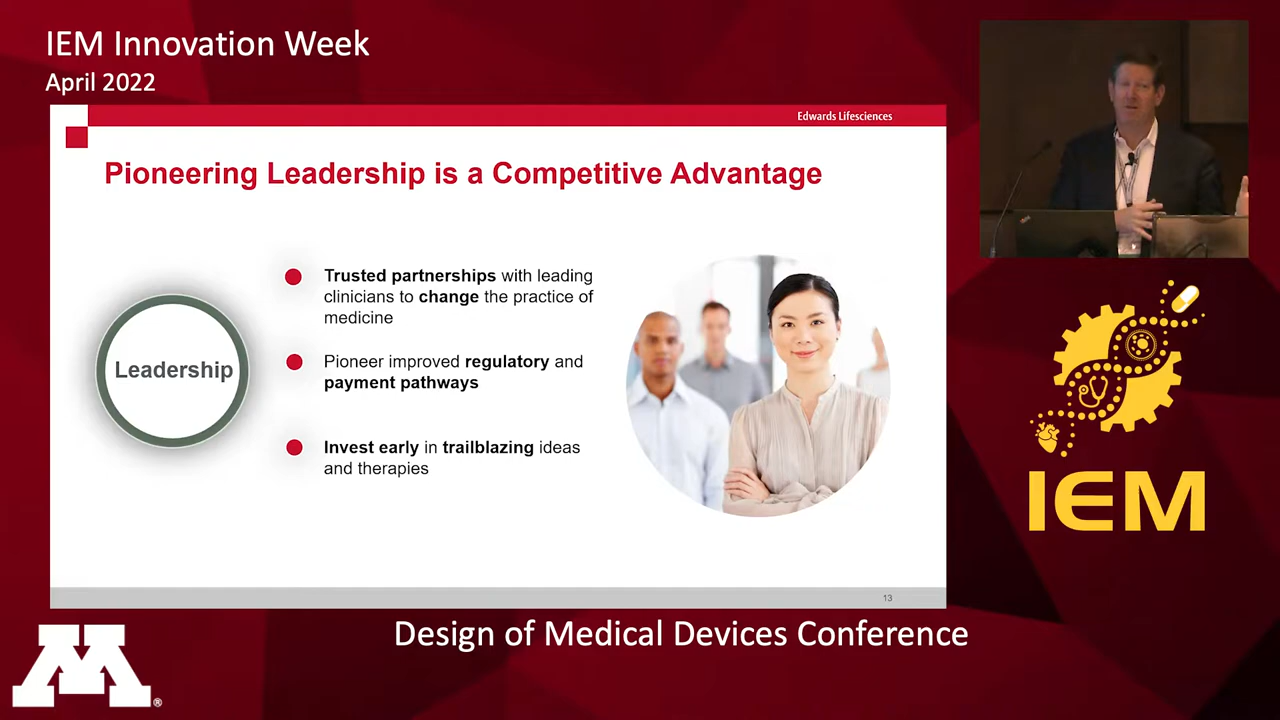 IEM Innovation Week
April 2022
Edwards Lifesciences
Pioneering Leadership is a Competitive Advantage
Leadership
Trusted partnerships with leading
clinicians to change the practice of
medicine
Pioneer improved regulatory and
payment pathways
Invest early in trailblazing ideas
and therapies
13
IEM
Design of Medical Devices Conference
M®